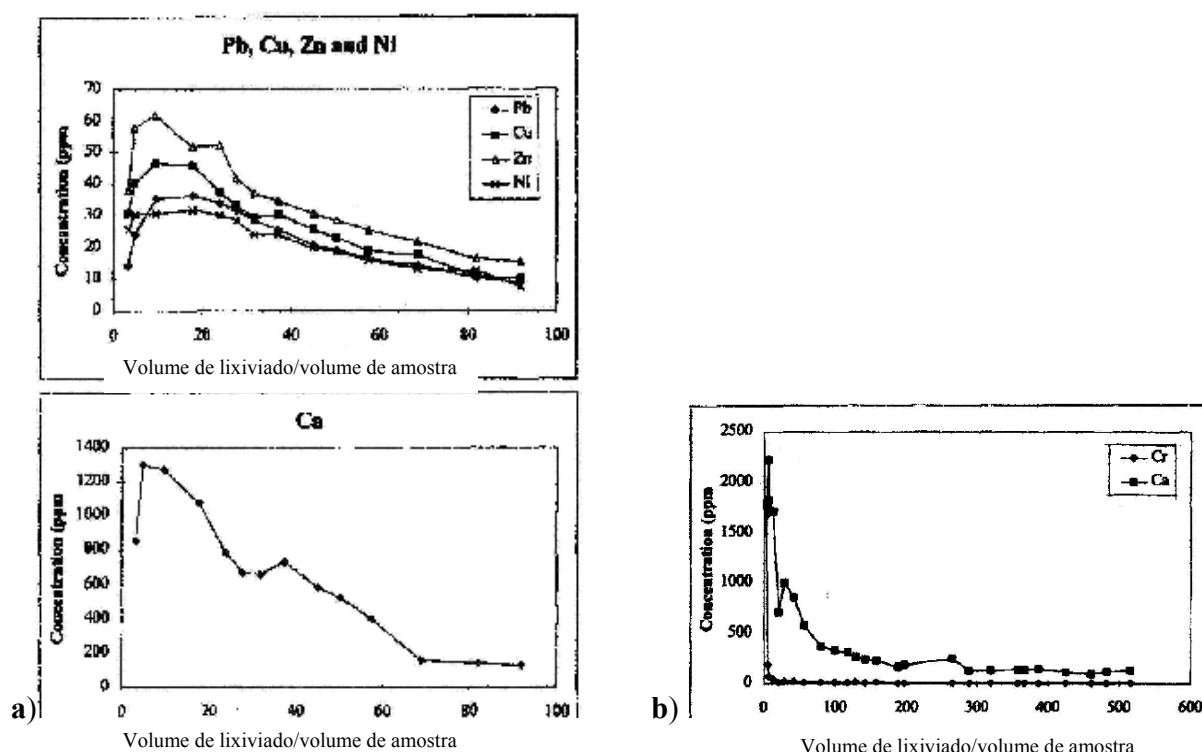 Pb, Cu, Zn and Ni
Concentration (ppm
70
60
50
40
30
20
10
0
Pb
Cu
Zn
Ni
0
20
40
60
80
100
Volume de lixiviado/volume de amostra
Ca
Concentration (ppm
1400
1200
1000
800
600
400
200
0
0
20
40
60
80
100
a)
Volume de lixiviado/volume de amostra
Concentration (ppm
2500
2000
1500
1000
500
0
Cr
Ca
0
100
200
300
400
500
600
b)
Volume de lixiviado/volume de amostra